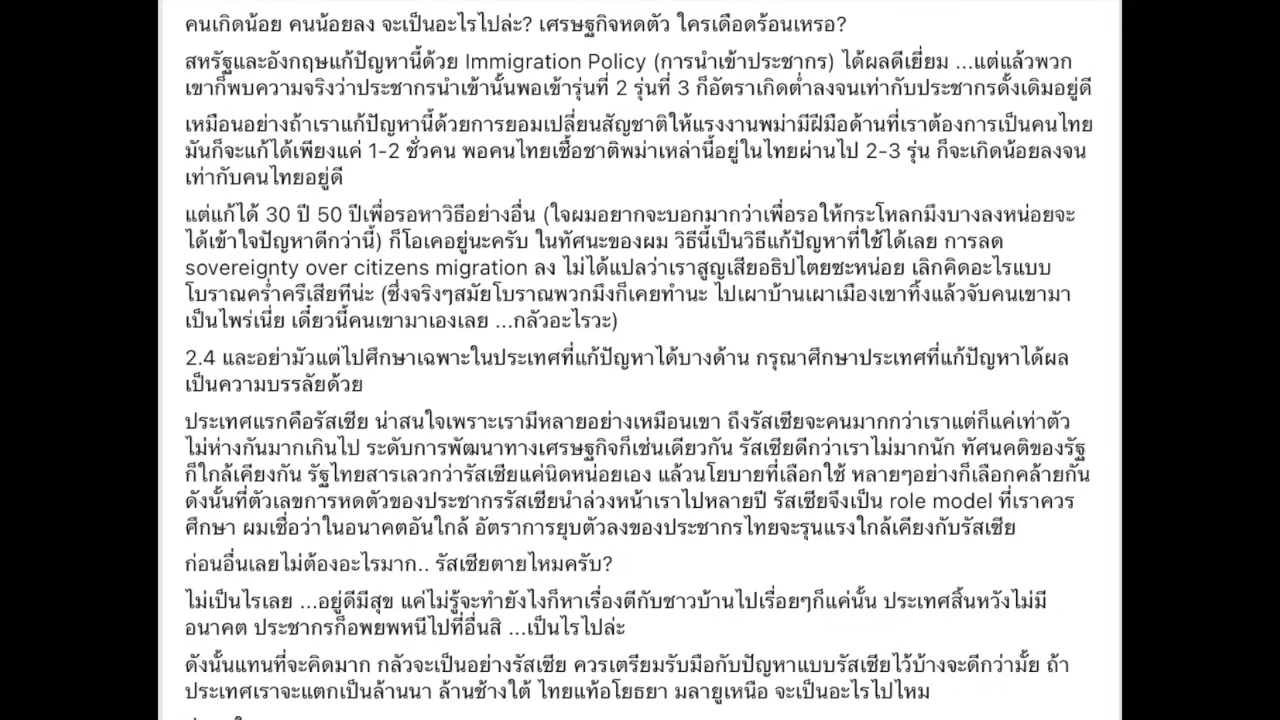 คนเกิดน้อย คนน้อยลง จะเป็นอะไรไปล่ะ? เศรษฐกิจหดตัว ใครเดือดร้อนเหรอ?
สหรัฐและอังกฤษแก้ปัญหานี้ด้วย Immigration Policy (การนำเข้าประชากร) ได้ผลดีเยี่ยม ...แต่แล้วพวก
เขาก็พบความจริงว่าประชากรนำเข้านั้นพอเข้ารุ่นที่ 2 รุ่นที่ 3 ก็อัตราเกิดต่ำลงจนเท่ากับประชากรดั้งเดิมอยู่ดี
เหมือนอย่างถ้าเราแก้ปัญหานี้ด้วยการยอมเปลี่ยนสัญชาติให้แรงงานพม่ามีฝีมือด้านที่เราต้องการเป็นคนไทย
มันก็จะแก้ได้เพียงแค่ 1-2 ชั่วคน พอคนไทยเชื้อชาติพม่าเหล่านี้อยู่ในไทยผ่านไป 2-3 รุ่น ก็จะเกิดน้อยลงจน
เท่ากับคนไทยอยู่ดี
แต่แก้ได้ 30 ปี 50 ปีเพื่อรอหาวิธีอย่างอื่น (ใจผมอยากจะบอกมากว่าเพื่อรอให้กระโหลกมึงบางลงหน่อยจะ
ได้เข้าใจปัญหาดีกว่านี้) ก็โอเคอยู่นะครับ ในทัศนะของผม วิธีนี้เป็นวิธีแก้ปัญหาที่ใช้ได้เลย การลด
sovereignty over citizens migration ลง ไม่ได้แปลว่าเราสูญเสียอธิปไตยซะหน่อย เลิกคิดอะไรแบบ
โบราณคร่ำครึเสียทีน่ะ (ซึ่งจริงๆสมัยโบราณพวกมึงก็เคยทำนะ ไปเผาบ้านเผาเมืองเขาทิ้งแล้วจับคนเขามา
เป็นไพร่เนี่ย เดี๋ยวนี้คนเขามาเองเลย ...กลัวอะไรวะ)
2.4 และอย่ามัวแต่ไปศึกษาเฉพาะในประเทศที่แก้ปัญหาได้บางด้าน กรุณาศึกษาประเทศที่แก้ปัญหาได้ผล
เป็นความบรรลัยด้วย
ประเทศแรกคือรัสเซีย น่าสนใจเพราะเรามีหลายอย่างเหมือนเขา ถึงรัสเซียจะคนมากกว่าเราแต่ก็แค่เท่าตัว
ไม่ห่างกันมากเกินไป ระดับการพัฒนาทางเศรษฐกิจก็เช่นเดียวกัน รัสเซียดีกว่าเราไม่มากนัก ทัศนคติของรัฐ
ก็ใกล้เคียงกัน รัฐไทยสารเลวกว่ารัสเซียแค่นิดหน่อยเอง แล้วนโยบายที่เลือกใช้ หลายๆอย่างก็เลือกคล้ายกัน
ดังนั้นที่ตัวเลขการหดตัวของประชากรรัสเซียนำล่วงหน้าเราไปหลายปี รัสเซียจึงเป็น role model ที่เราควร
ศึกษา ผมเชื่อว่าในอนาคตอันใกล้ อัตราการยุบตัวลงของประชากรไทยจะรุนแรงใกล้เคียงกับรัสเซีย
ก่อนอื่นเลยไม่ต้องอะไรมาก.. รัสเซียตายไหมครับ?
ไม่เป็นไรเลย ...อยู่ดีมีสุข แค่ไม่รู้จะทำยังไงก็หาเรื่องตีกับชาวบ้านไปเรื่อยๆก็แค่นั้น ประเทศสิ้นหวังไม่มี
อนาคต ประชากรก็อพยพหนีไปที่อื่นสิ ...เป็นไรไปล่ะ
ดังนั้นแทนที่จะคิดมาก กลัวจะเป็นอย่างรัสเซีย ควรเตรียมรับมือกับปัญหาแบบรัสเซียไว้บ้างจะดีกว่ามั้ย ถ้า
ประเทศเราจะแตกเป็นล้านนา ล้านช้างใต้ ไทยแท้อโยธยา มลายูเหนือ จะเป็นอะไรไปไหม